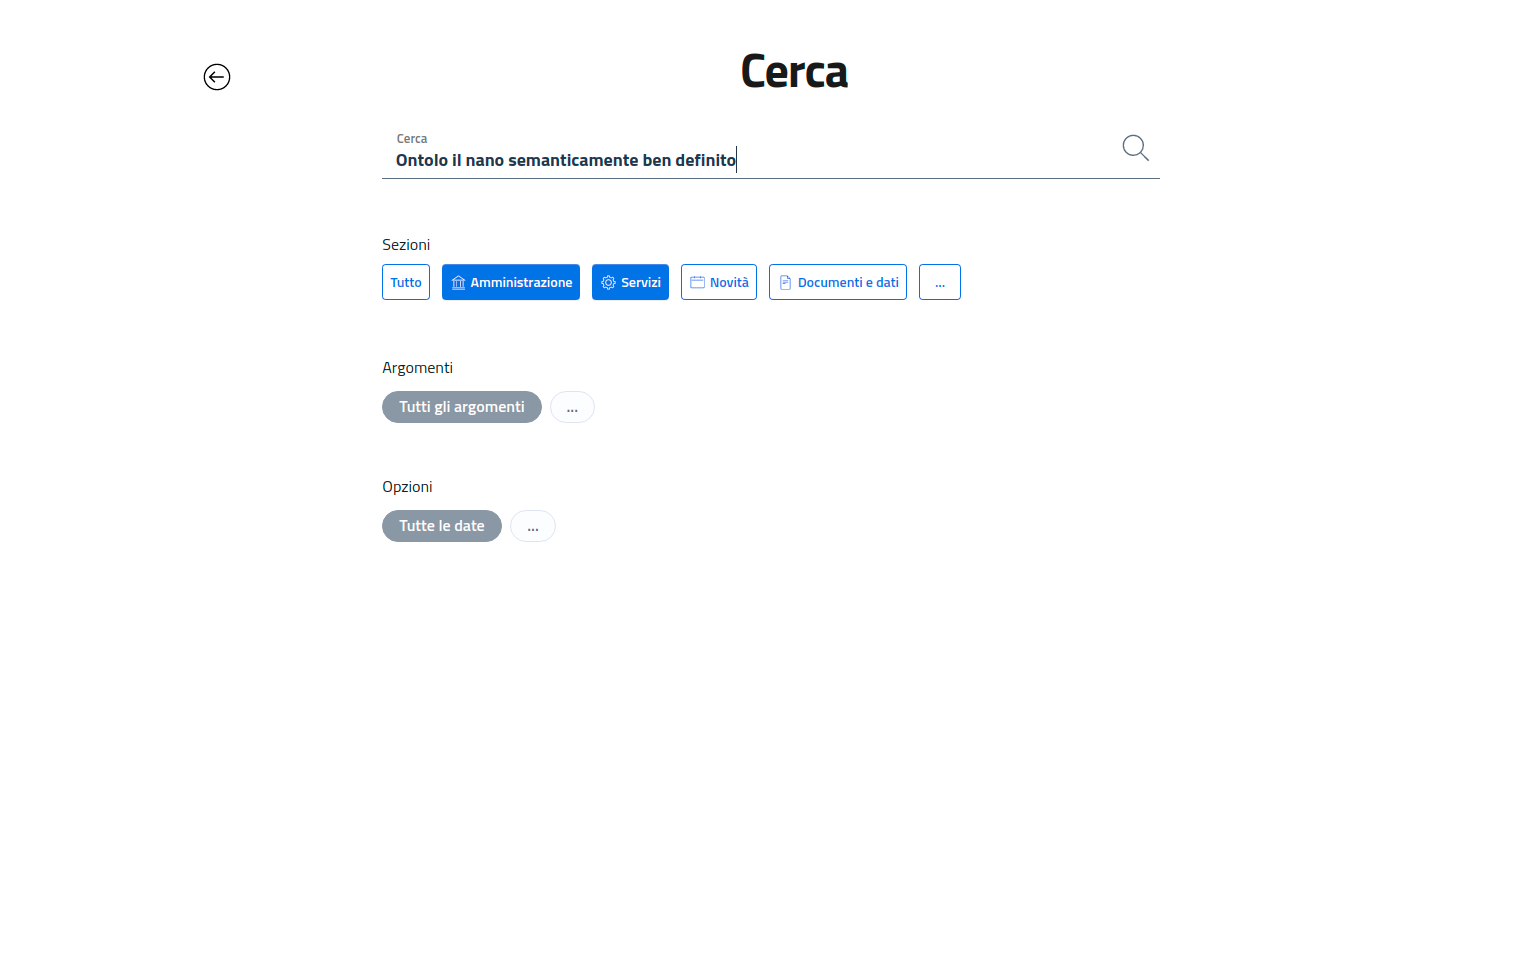 Cerca
Cerca
Ontolo il nano semanticamente ben definito
Sezioni
Tutto Amministrazione Servizi Novità Documenti e dati ...
Argomenti
Tutti gli argomenti ...
Opzioni
Tutte le date ...